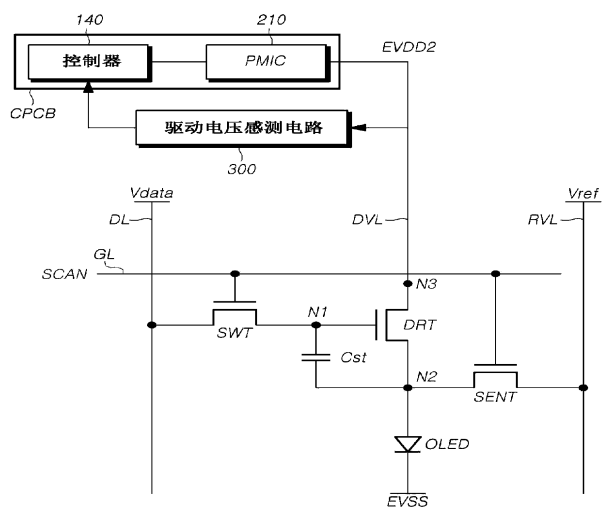 140
210
控制器
PMIC
EVDD2
CPCB
驱动电压感测电路
300
Vdata
Vref
DL
DVL
RVL
GL
SCAN
N3
N1
DRT
SWT
Cst
N2
SENT
OLED
EVSS